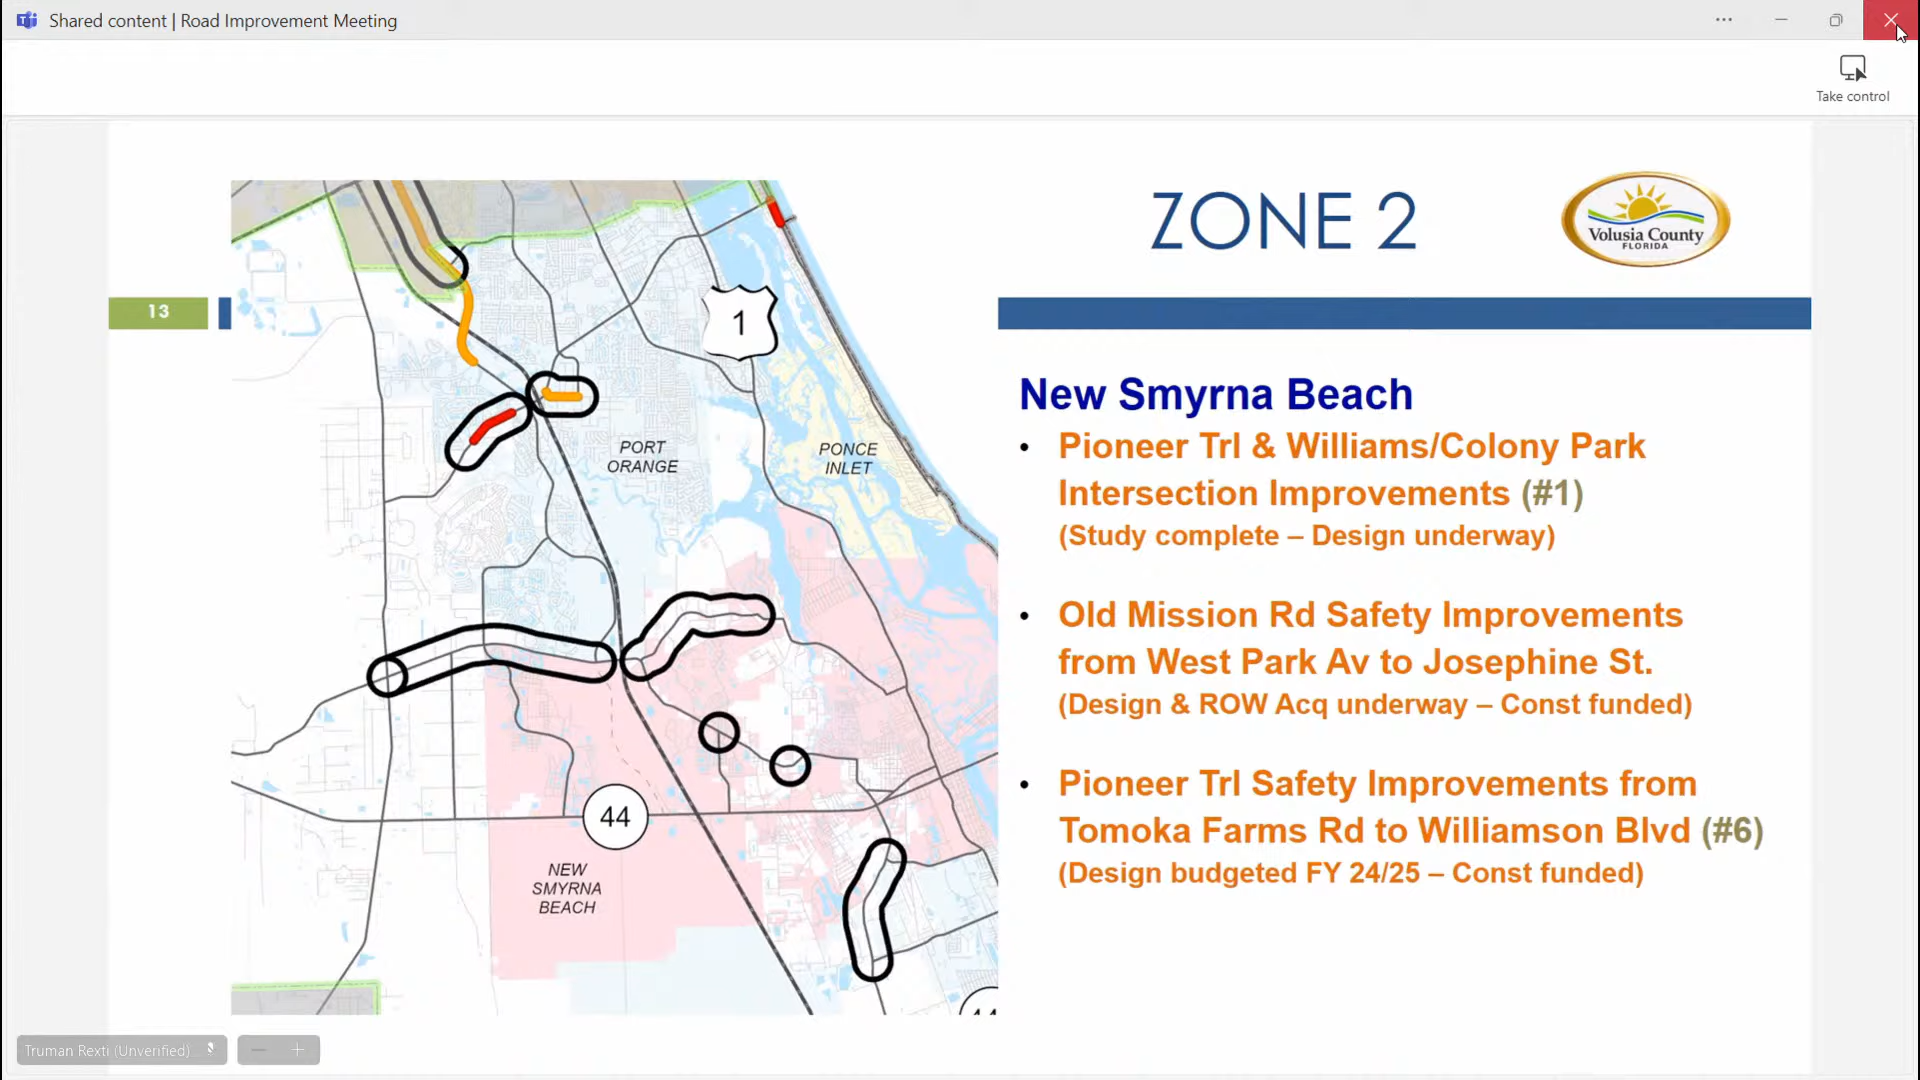 Shared content | Road Improvement Meeting
Take control
ZONE 2
Volusia County
FLORIDA
13
1
PORT
ORANGE
PONCE
INLET
44
NEW
SMYRNA
BEACH
New Smyrna Beach
• Pioneer Trl & Williams/Colony Park
Intersection Improvements (#1)
(Study complete – Design underway)
• Old Mission Rd Safety Improvements
from West Park Av to Josephine St.
(Design & ROW Acq underway – Const funded)
• Pioneer Trl Safety Improvements from
Tomoka Farms Rd to Williamson Blvd (#6)
(Design budgeted FY 24/25 – Const funded)
Truman Rexti (Unverified)